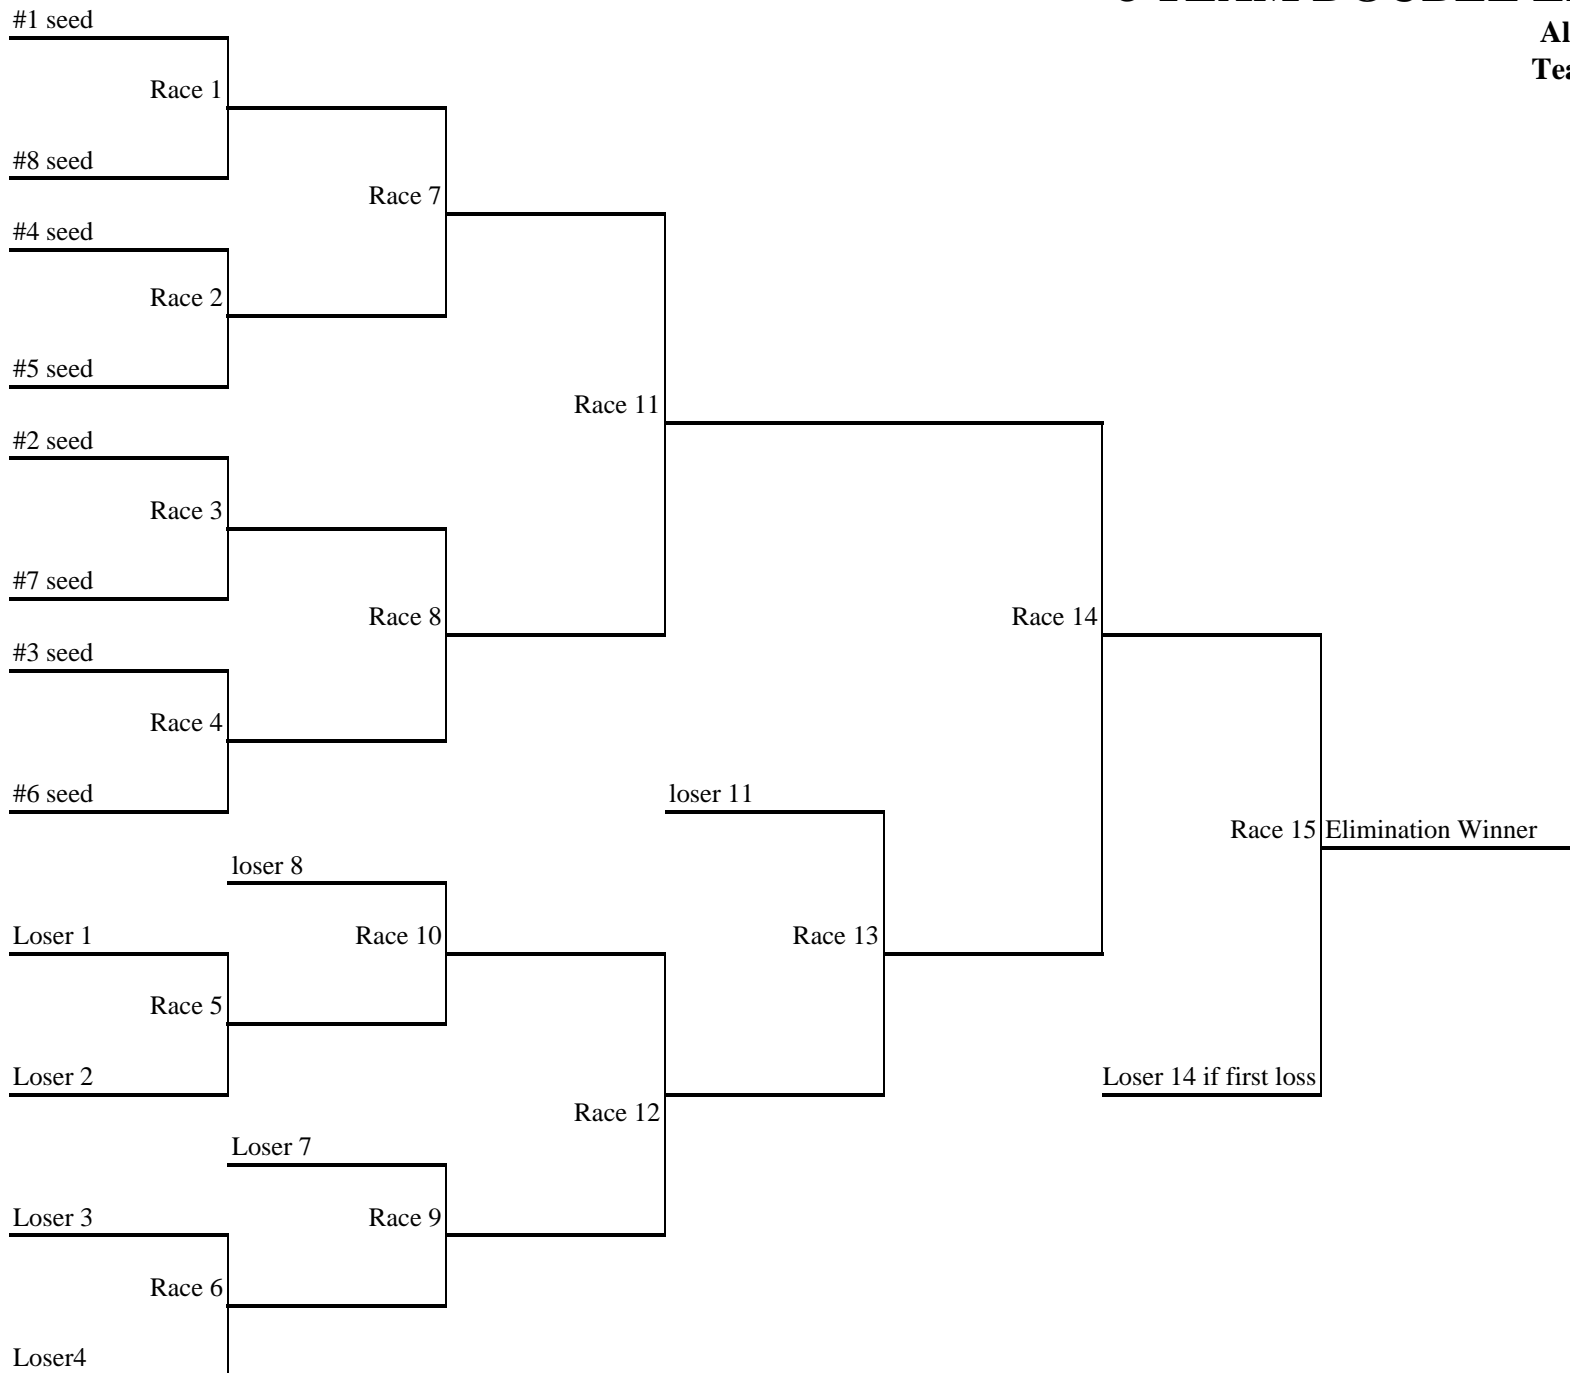 #1 seed
Race 1
#8 seed
Race 7
#4 seed
Race 2
#5 seed
Race 11
#2 seed
Race 3
#7 seed
Race 8
Race 14
#3 seed
Race 4
#6 seed
loser 11
Race 15 Elimination Winner
loser 8
Loser 1
Race 10
Race 13
Race 5
Loser 2
Loser 14 if first loss
Race 12
Loser 7
Loser 3
Race 9
Race 6
Loser4